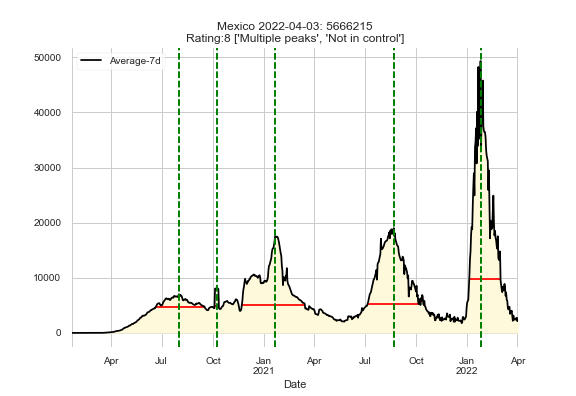 Mexico 2022-04-03: 5666215
Rating:8 ['Multiple peaks', 'Not in control']
Average-7d
50000
40000
30000
20000
10000
0
Apr Jul Oct Jan Apr Jul Oct Jan Apr
2021 2022
Date